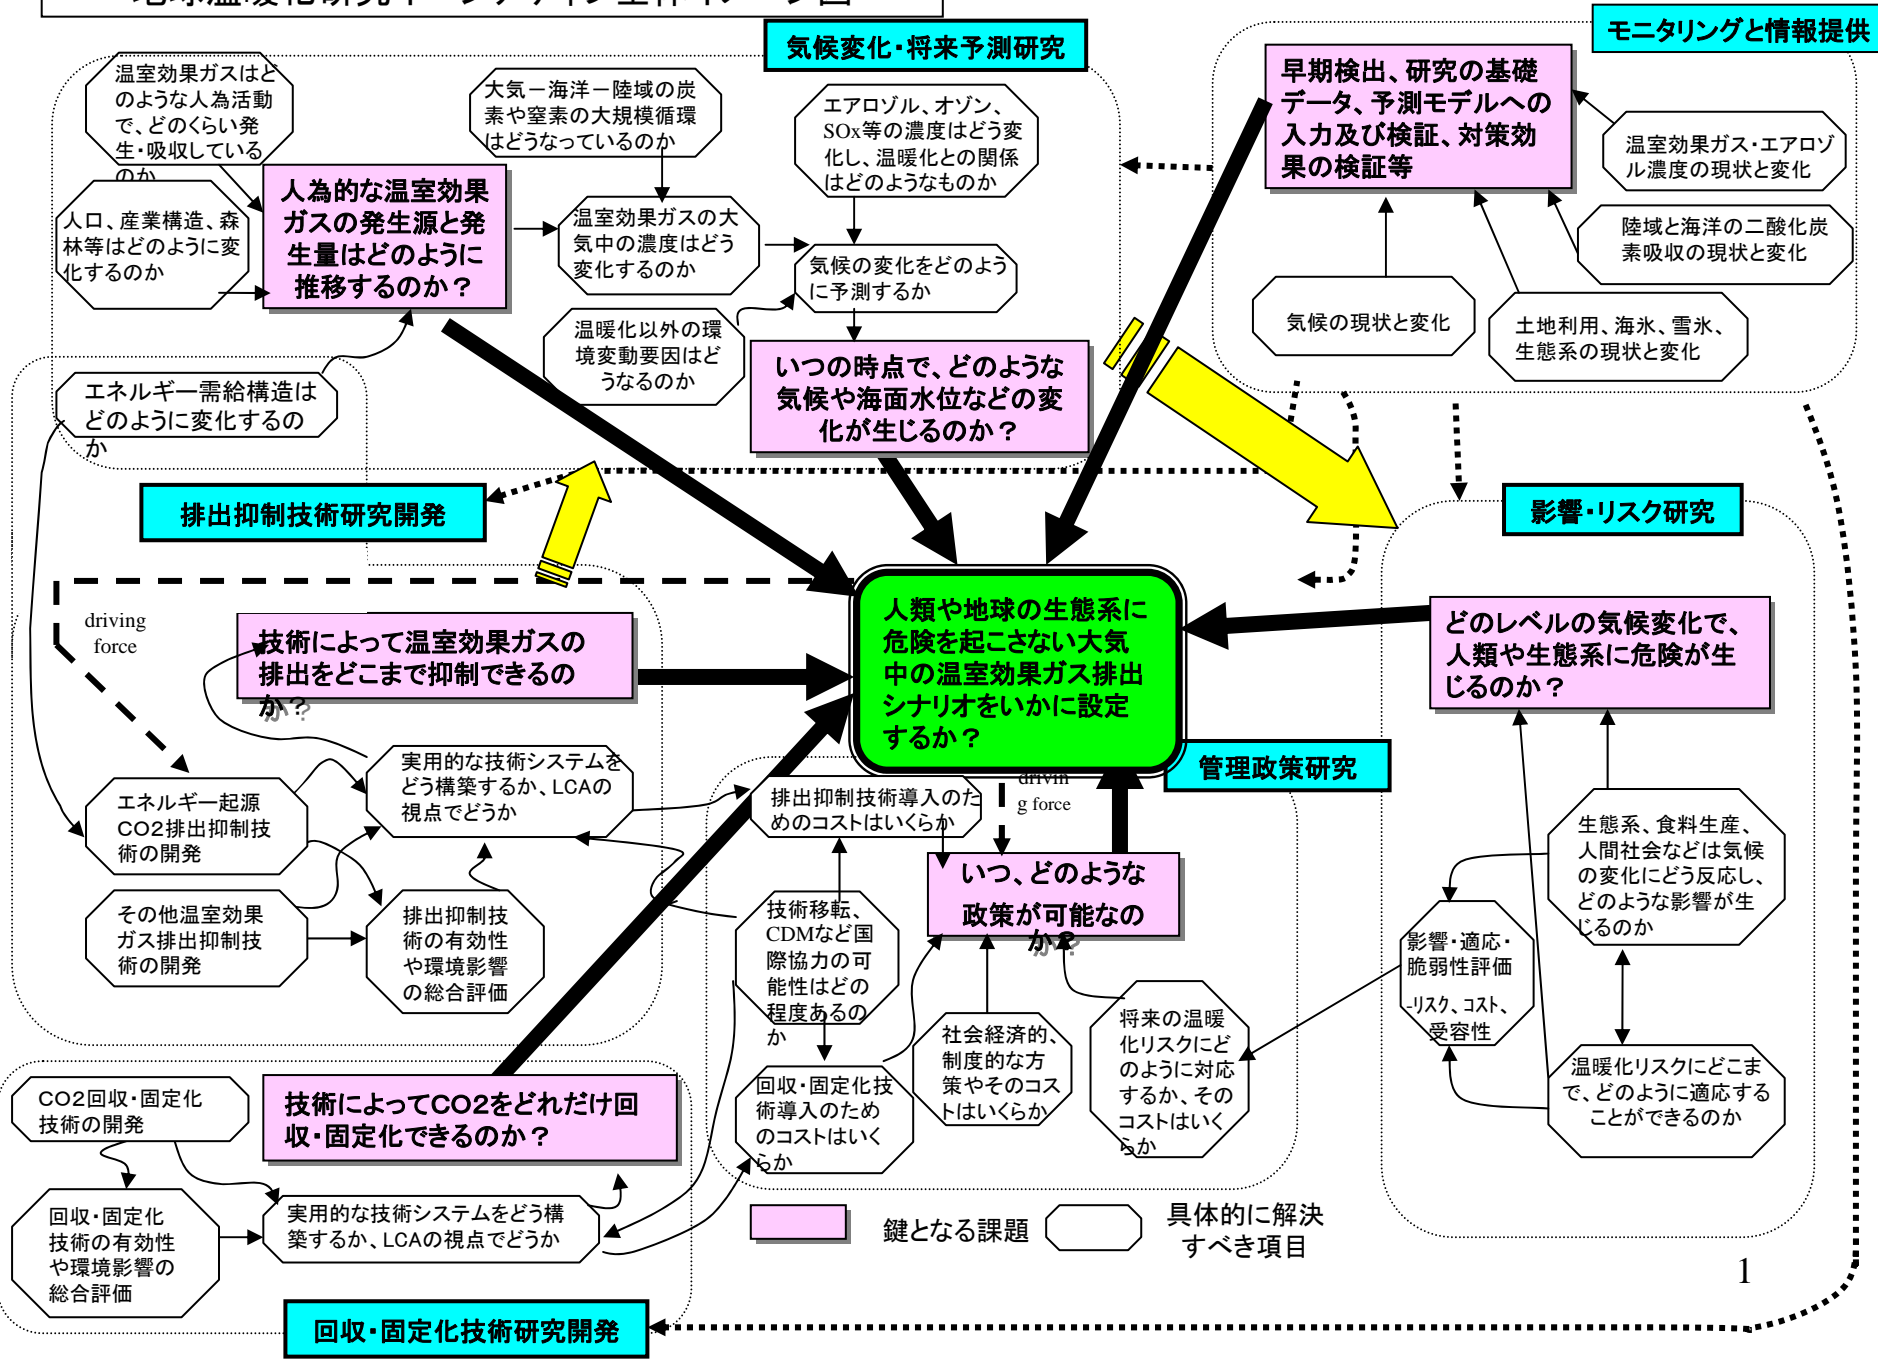 気候変化・将来予測研究
モニタリングと情報提供
温室効果ガスはど
のような人為活動
で、どのくらい発
生・吸収している
のか
大気－海洋－陸域の炭
素や窒素の大規模循環
はどうなっているのか
エアロゾル、オゾン、
SOx等の濃度はどう変
化し、温暖化との関係
はどのようなものか
早期検出、研究の基礎
データ、予測モデルへの
入力及び検証、対策効
果の検証等
温室効果ガス・エアロゾ
ル濃度の現状と変化
人口、産業構造、森
林等はどのように変
化するのか
人為的な温室効果
ガスの発生源と発
生量はどのように
推移するのか？
温室効果ガスの大
気中の濃度はどう
変化するのか
気候の変化をどのよう
に予測するか
陸域と海洋の二酸化炭
素吸収の現状と変化
気候の現状と変化
土地利用、海氷、雪氷、
生態系の現状と変化
温暖化以外の環
境変動要因はど
うなるのか
いつの時点で、どのような
気候や海面水位などの変
化が生じるのか？
エネルギー需給構造は
どのように変化するの
か
排出抑制技術研究開発
影響・リスク研究
driving
force
技術によって温室効果ガスの
排出をどこまで抑制できるの
か？
人類や地球の生態系に
危険を起こさない大気
中の温室効果ガス排出
シナリオをいかに設定
するか？
どのレベルの気候変化で、
人類や生態系に危険が生
じるのか？
管理政策研究
実用的な技術システムを
どう構築するか、LCAの
視点でどうか
エネルギー起源
CO2排出抑制技
術の開発
排出抑制技術導入のた
めのコストはいくらか
drivin
g force
生態系、食料生産、
人間社会などは気候
の変化にどう反応し、
どのような影響が生
じるのか
いつ、どのような
政策が可能なの
か？
その他温室効果
ガス排出抑制技
術の開発
排出抑制技
術の有効性
や環境影響
の総合評価
技術移転、
CDMなど国
際協力の可
能性はどの
程度あるの
か
影響・適応・
脆弱性評価
-リスク、コスト、
受容性
社会経済的、
制度的な方
策やそのコス
トはいくらか
将来の温暖
化リスクにど
のように対応
するか、その
コストはいく
らか
温暖化リスクにどこま
で、どのように適応する
ことができるのか
CO2回収・固定化
技術の開発
技術によってCO2をどれだけ回
収・固定化できるのか？
回収・固定化技
術導入のため
のコストはいく
らか
回収・固定化
技術の有効性
や環境影響の
総合評価
実用的な技術システムをどう構
築するか、LCAの視点でどうか
鍵となる課題
具体的に解決
すべき項目
1
回収・固定化技術研究開発